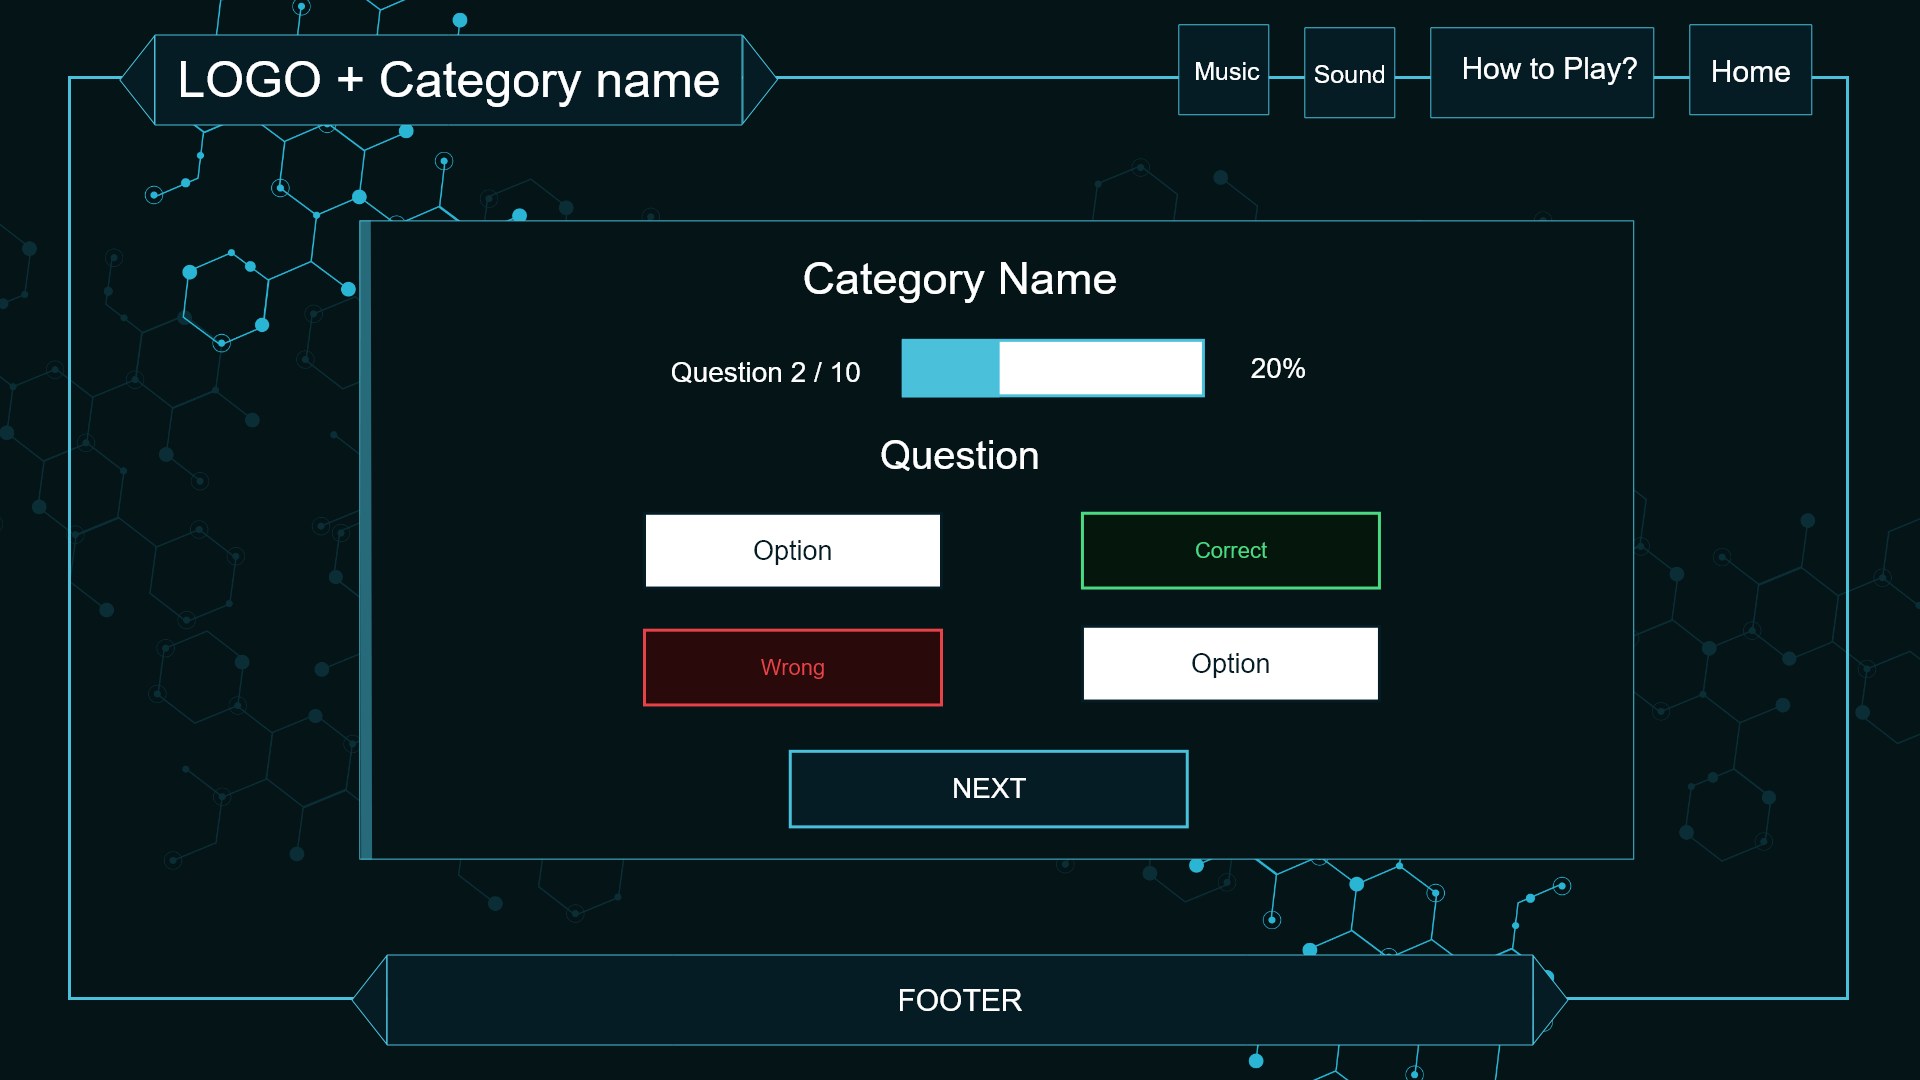 LOGO + Category name
Music
Sound
How to Play?
Home
Category Name
Question 2 / 10
20%
Question
Option
Correct
Wrong
Option
NEXT
FOOTER